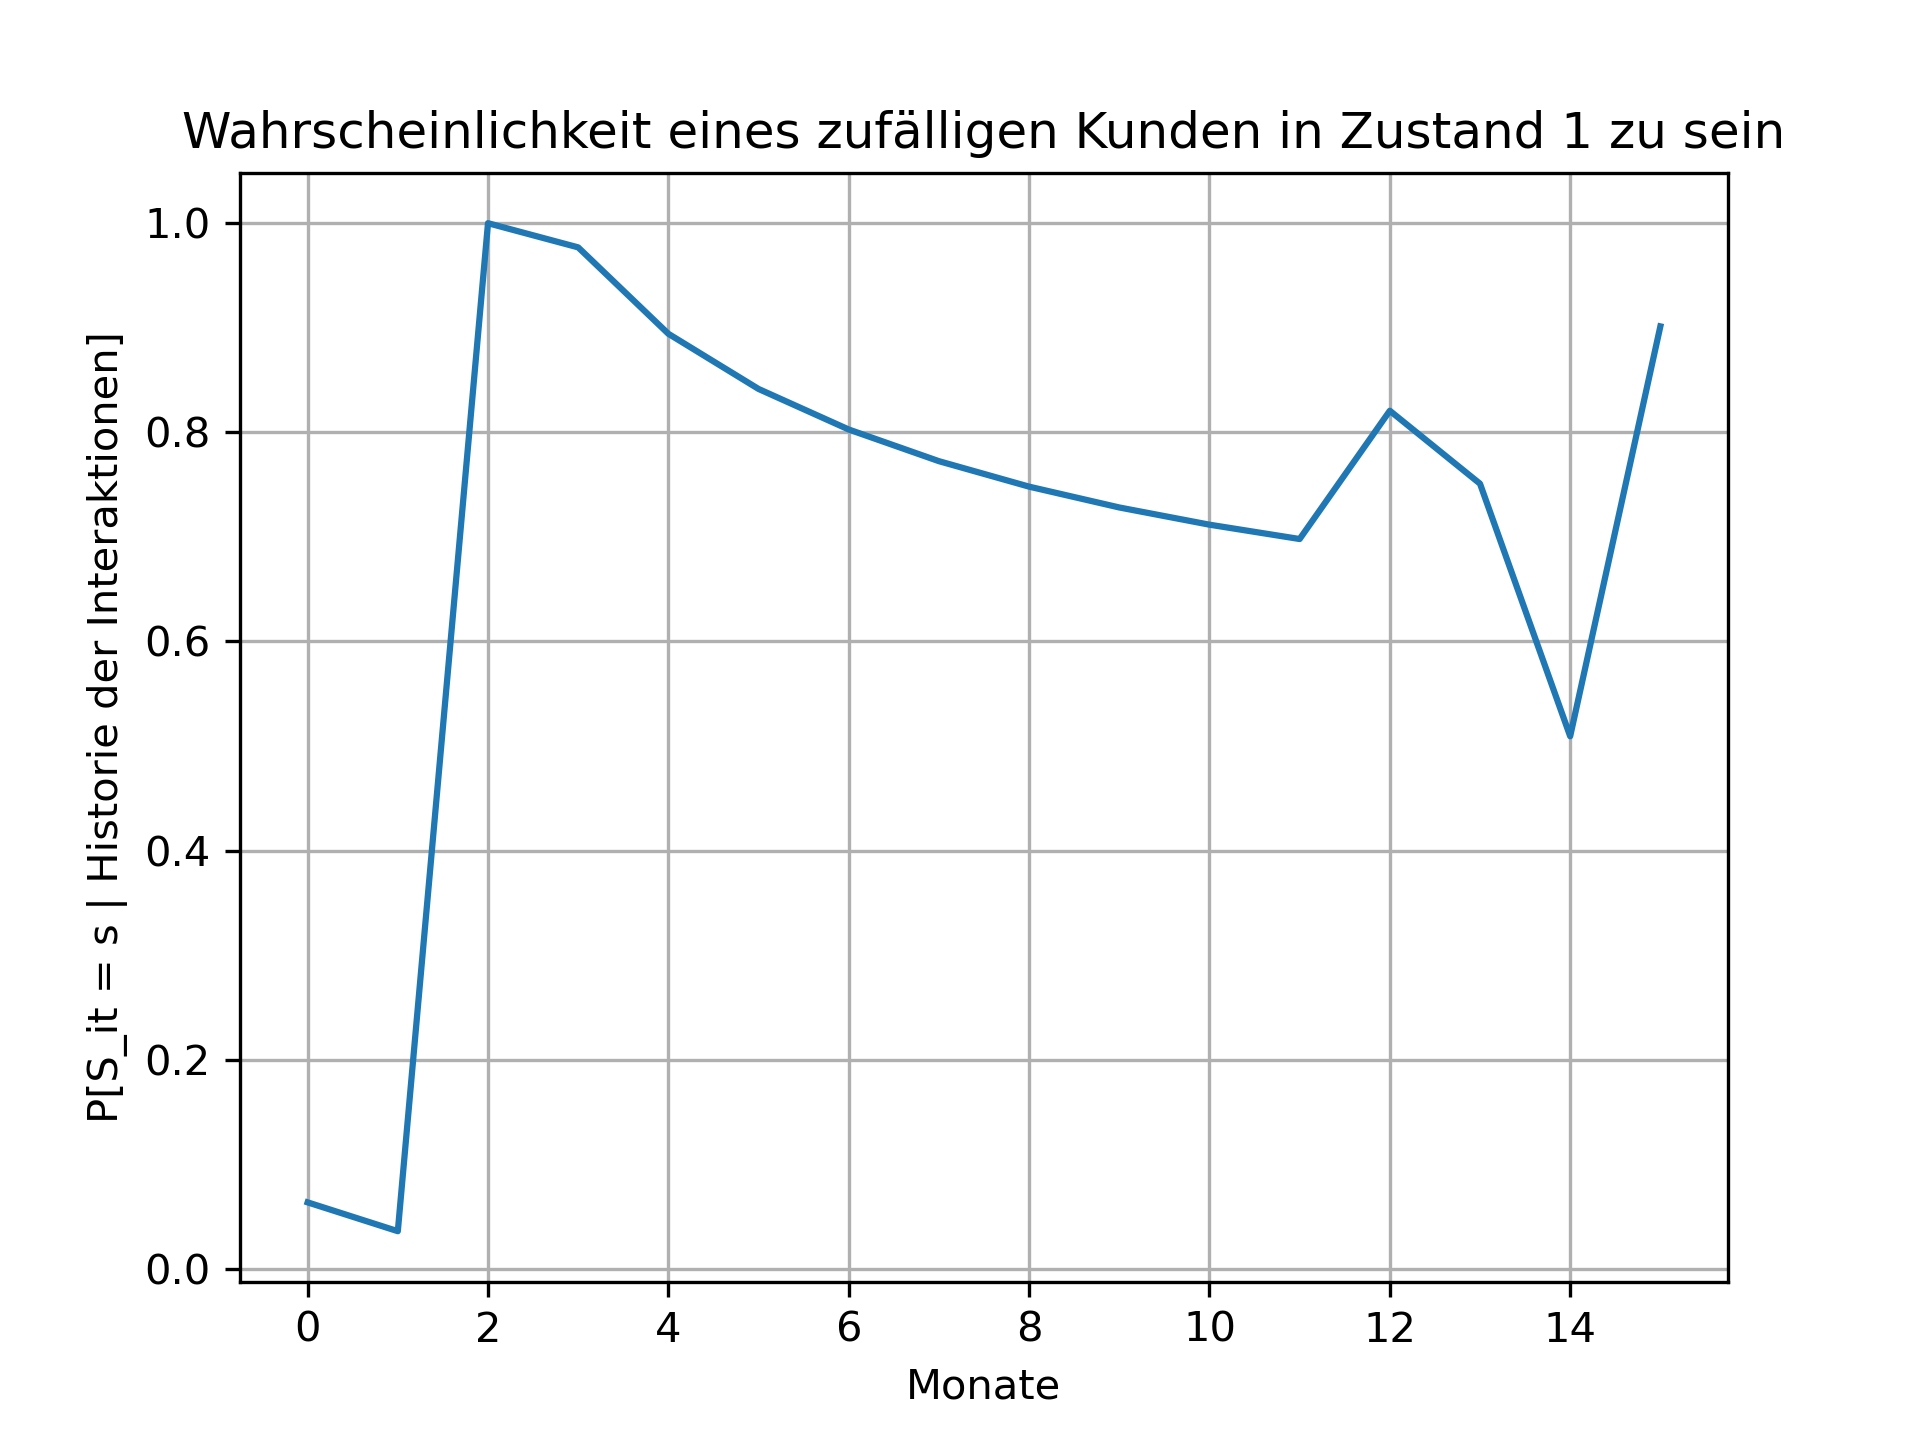 Wahrscheinlichkeit eines zufälligen Kunden in Zustand 1 zu sein
P[S_it = s | Historie der Interaktionen]
1.0
0.8
0.6
0.4
0.2
0.0
0 2 4 6 8 10 12 14
Monate